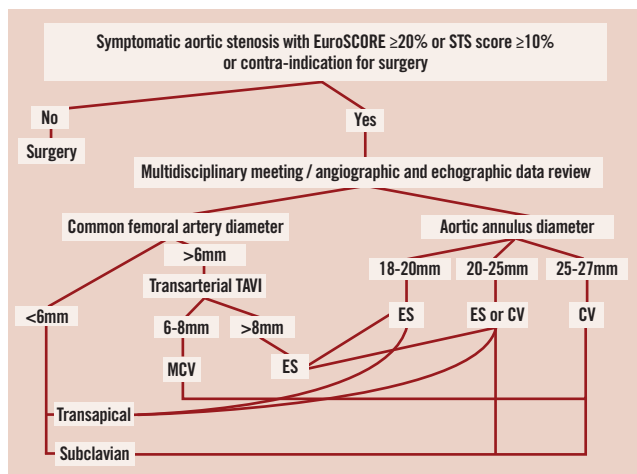 Symptomatic aortic stenosis with EuroSCORE ≥20% or STS score ≥10%
or contra-indication for surgery
No
Yes
Surgery
Multidisciplinary meeting / angiographic and echographic data review
Common femoral artery diameter
Aortic annulus diameter
>6mm
18-20mm
20-25mm
25-27mm
Transarterial TAVI
<6mm
6-8mm
>8mm
ES
ES or CV
CV
MCV
ES
Transapical
Subclavian